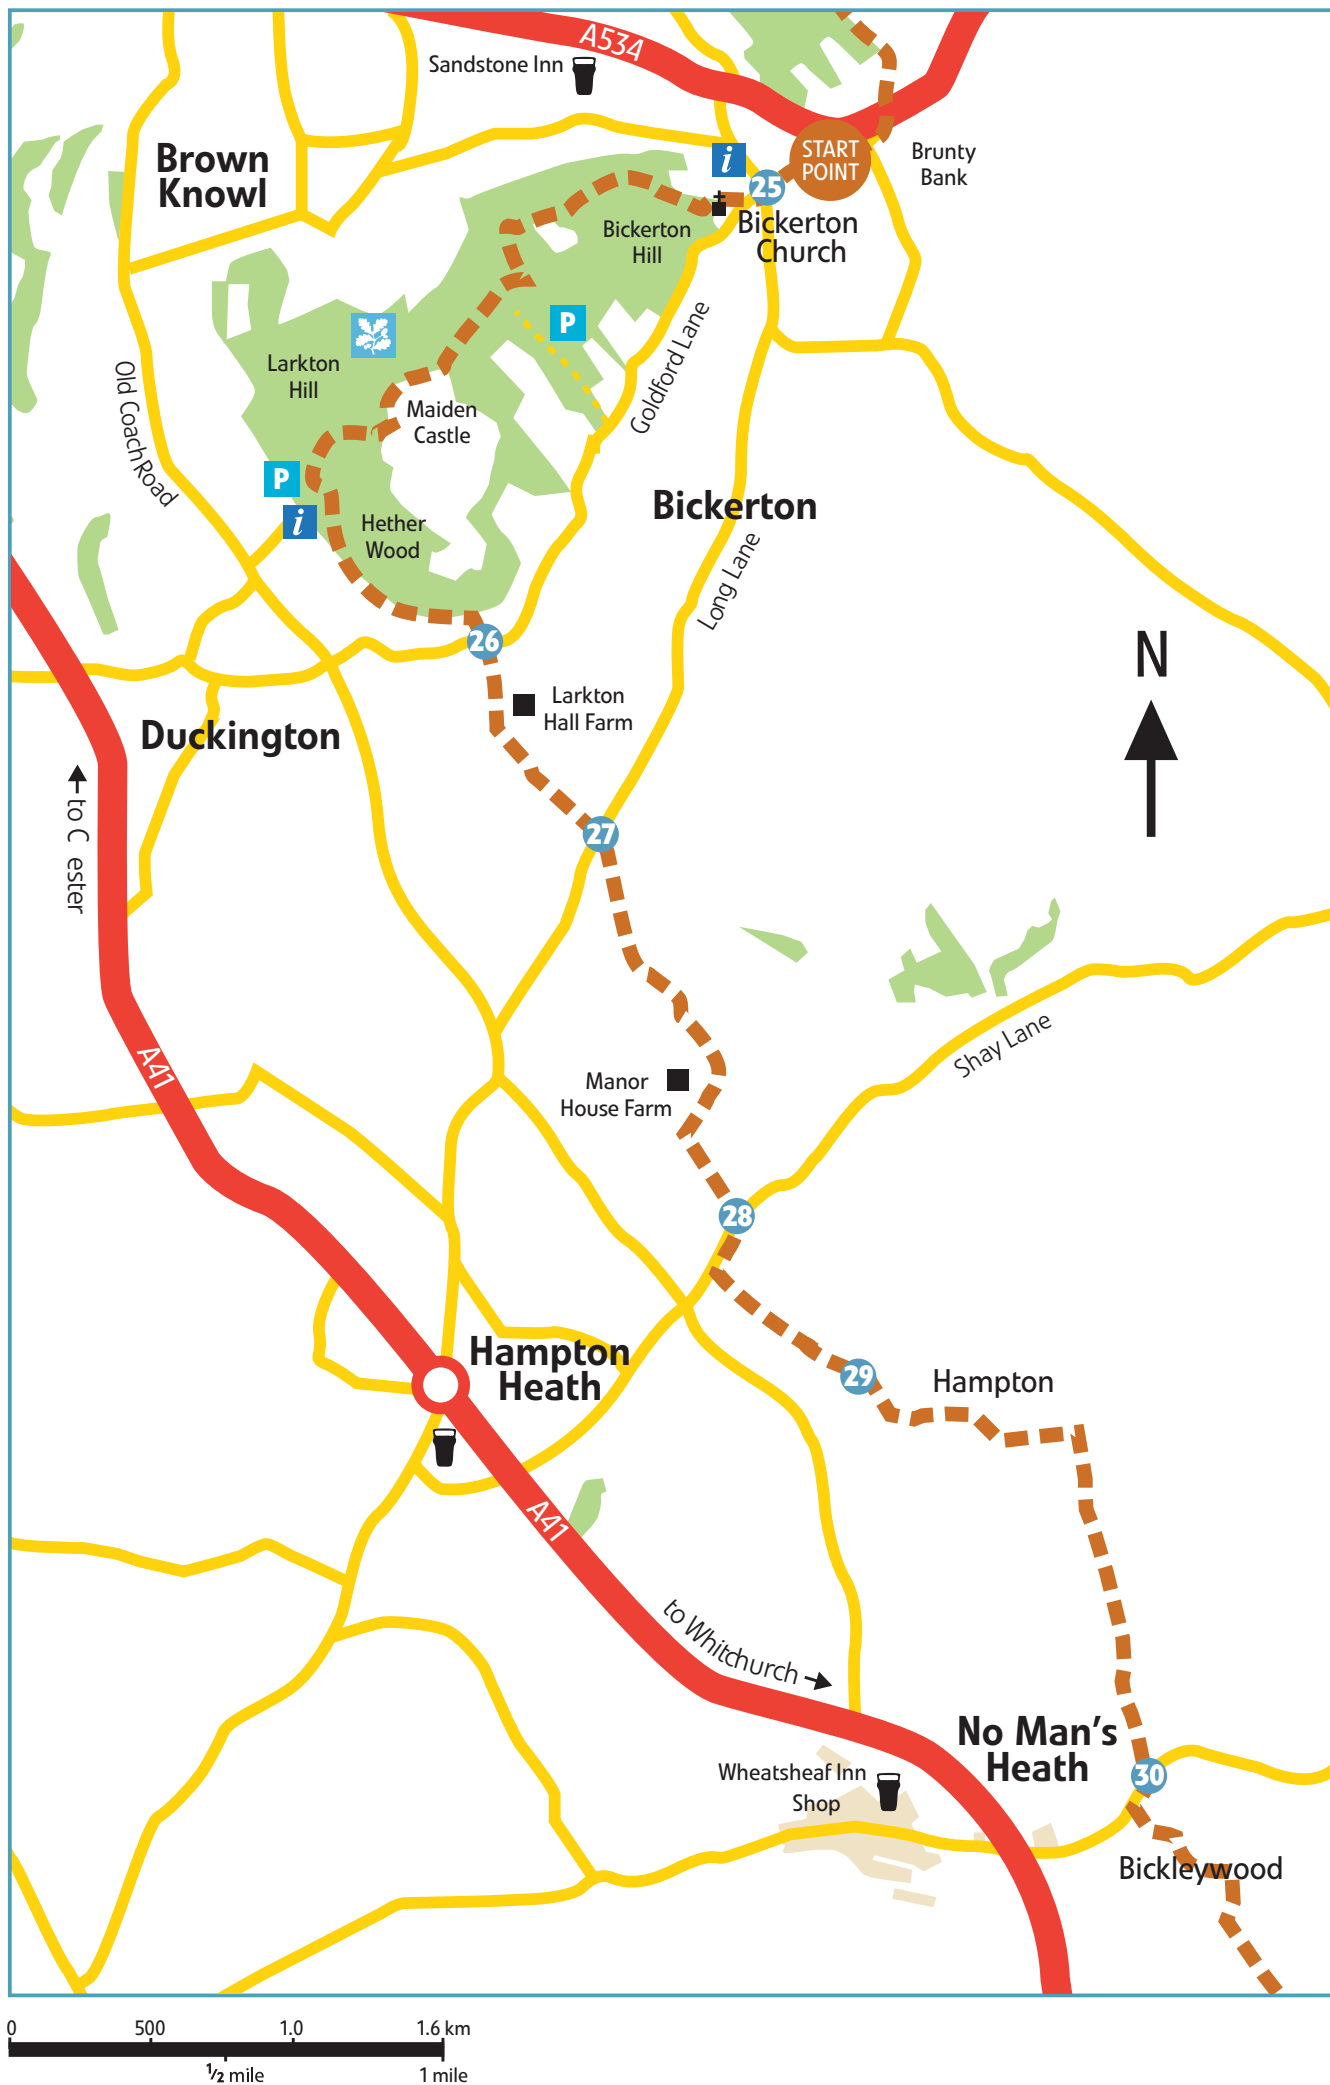 A534
Sandstone Inn
START
POINT
Brunty
Bank
Brown
Knowl
i
25
Bickerton
Church
Bickerton
Hill
P
Goldford Lane
Larkton
Hill
Old Coach Road
Maiden
Castle
P
i
Hether
Wood
Bickerton
Long Lane
26
N
Larkton
Hall Farm
Duckington
to C ester
27
Shay Lane
A41
Manor
House Farm
28
Hampton
Heath
29
Hampton
A41
to Whitchurch
No Man's
Heath
Wheatsheaf Inn
Shop
30
Bickleywood
0 500 1.0 1.6 km
1/2 mile 1 mile